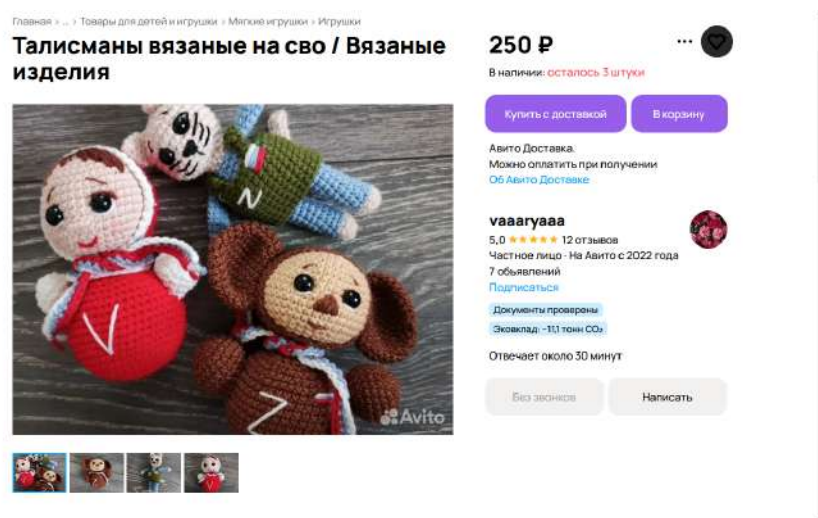 Главная > ... > Товары для детей и игрушки > Мягкие игрушки > Игрушки
Талисманы вязаные на сво / Вязаные
изделия
Z
V
Z
Avito
250 ₽
...
В наличии: осталось 3 штуки
Купить с доставкой
В корзину
Авито Доставка.
Можно оплатить при получении
Об Авито Доставке
vaaaryaaa
5,0 ★★★★★ 12 отзывов
Частное лицо · На Авито с 2022 года
7 объявлений
Подписаться
Документы проверены
Эковклад: −11,1 тонн CO₂
Отвечает около 30 минут
Без звонков
Написать